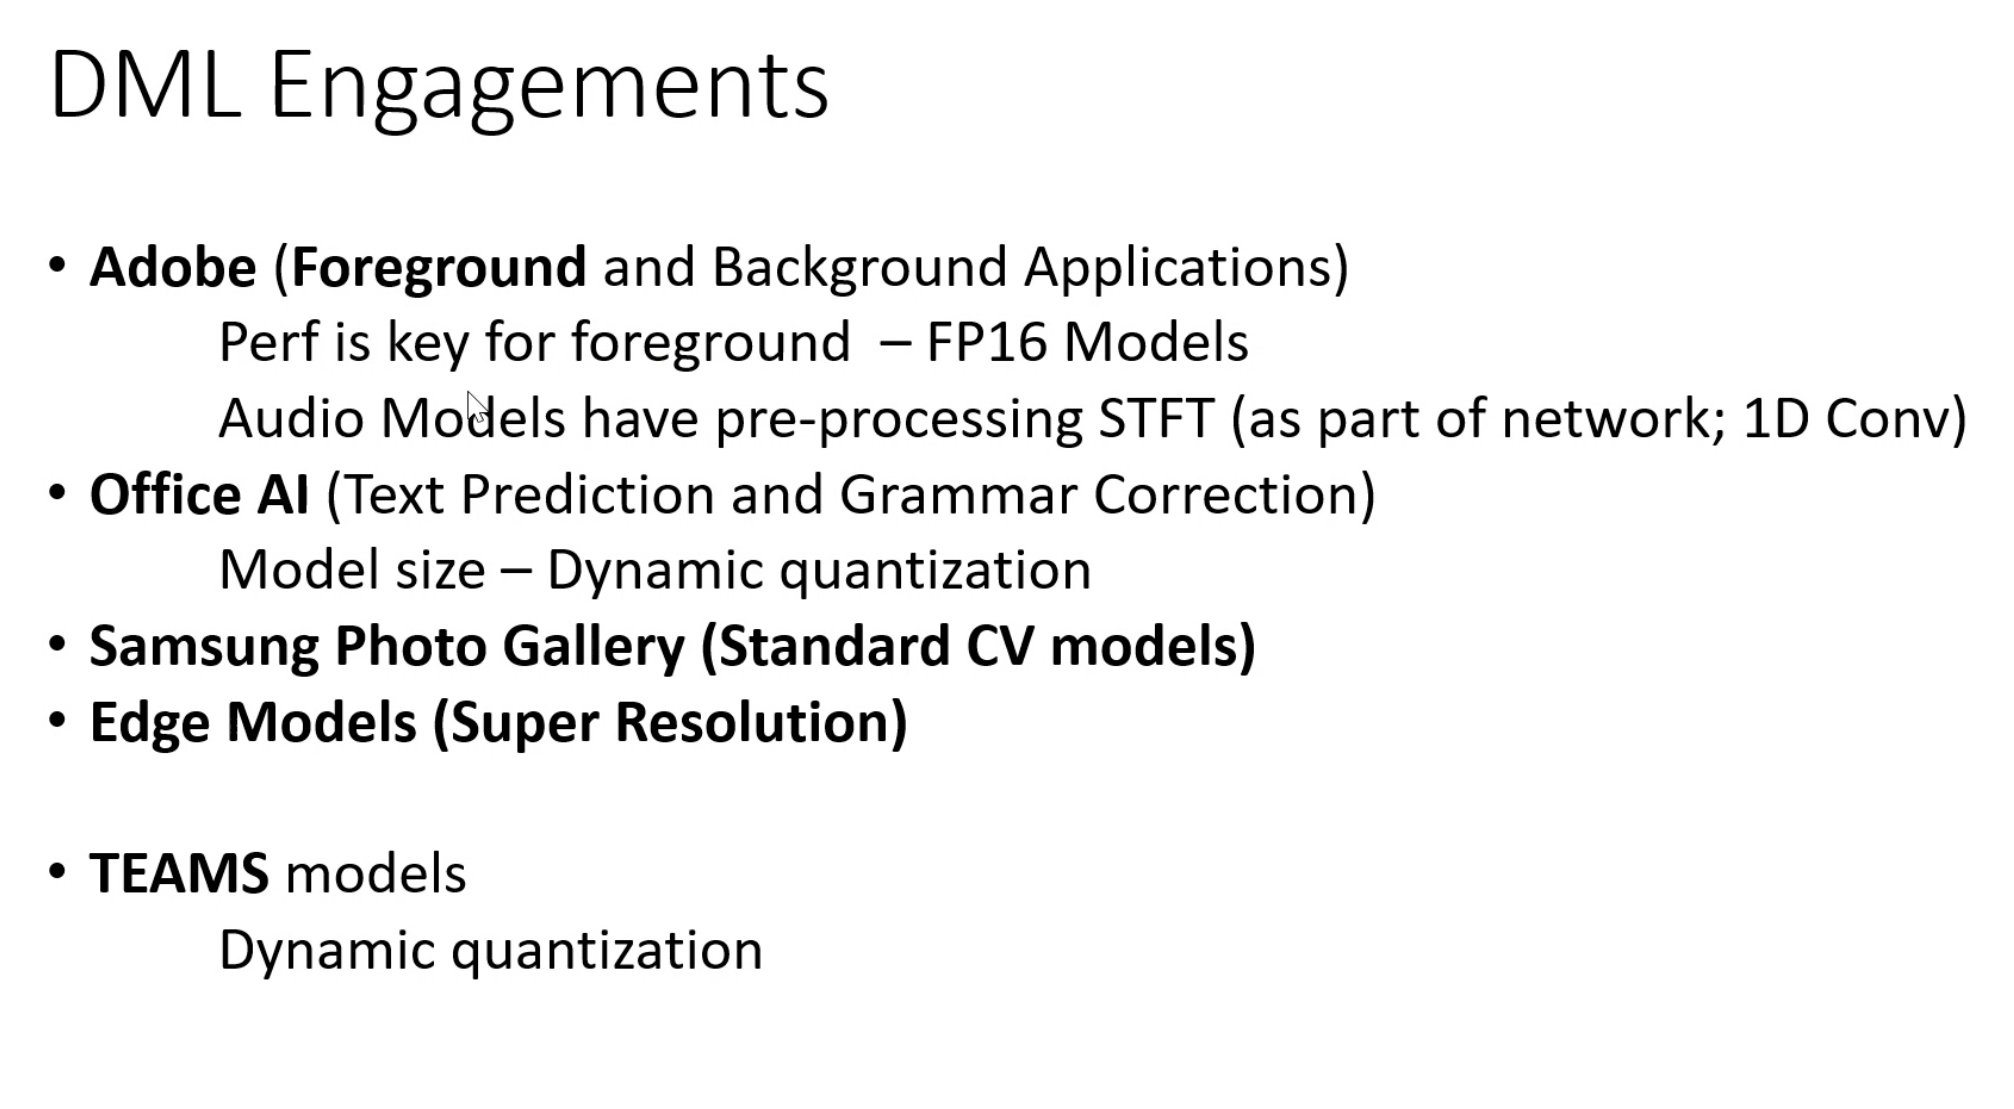 DML Engagements
• Adobe (Foreground and Background Applications)
Perf is key for foreground – FP16 Models
Audio Models have pre-processing STFT (as part of network; 1D Conv)
• Office AI (Text Prediction and Grammar Correction)
Model size – Dynamic quantization
• Samsung Photo Gallery (Standard CV models)
• Edge Models (Super Resolution)
• TEAMS models
Dynamic quantization